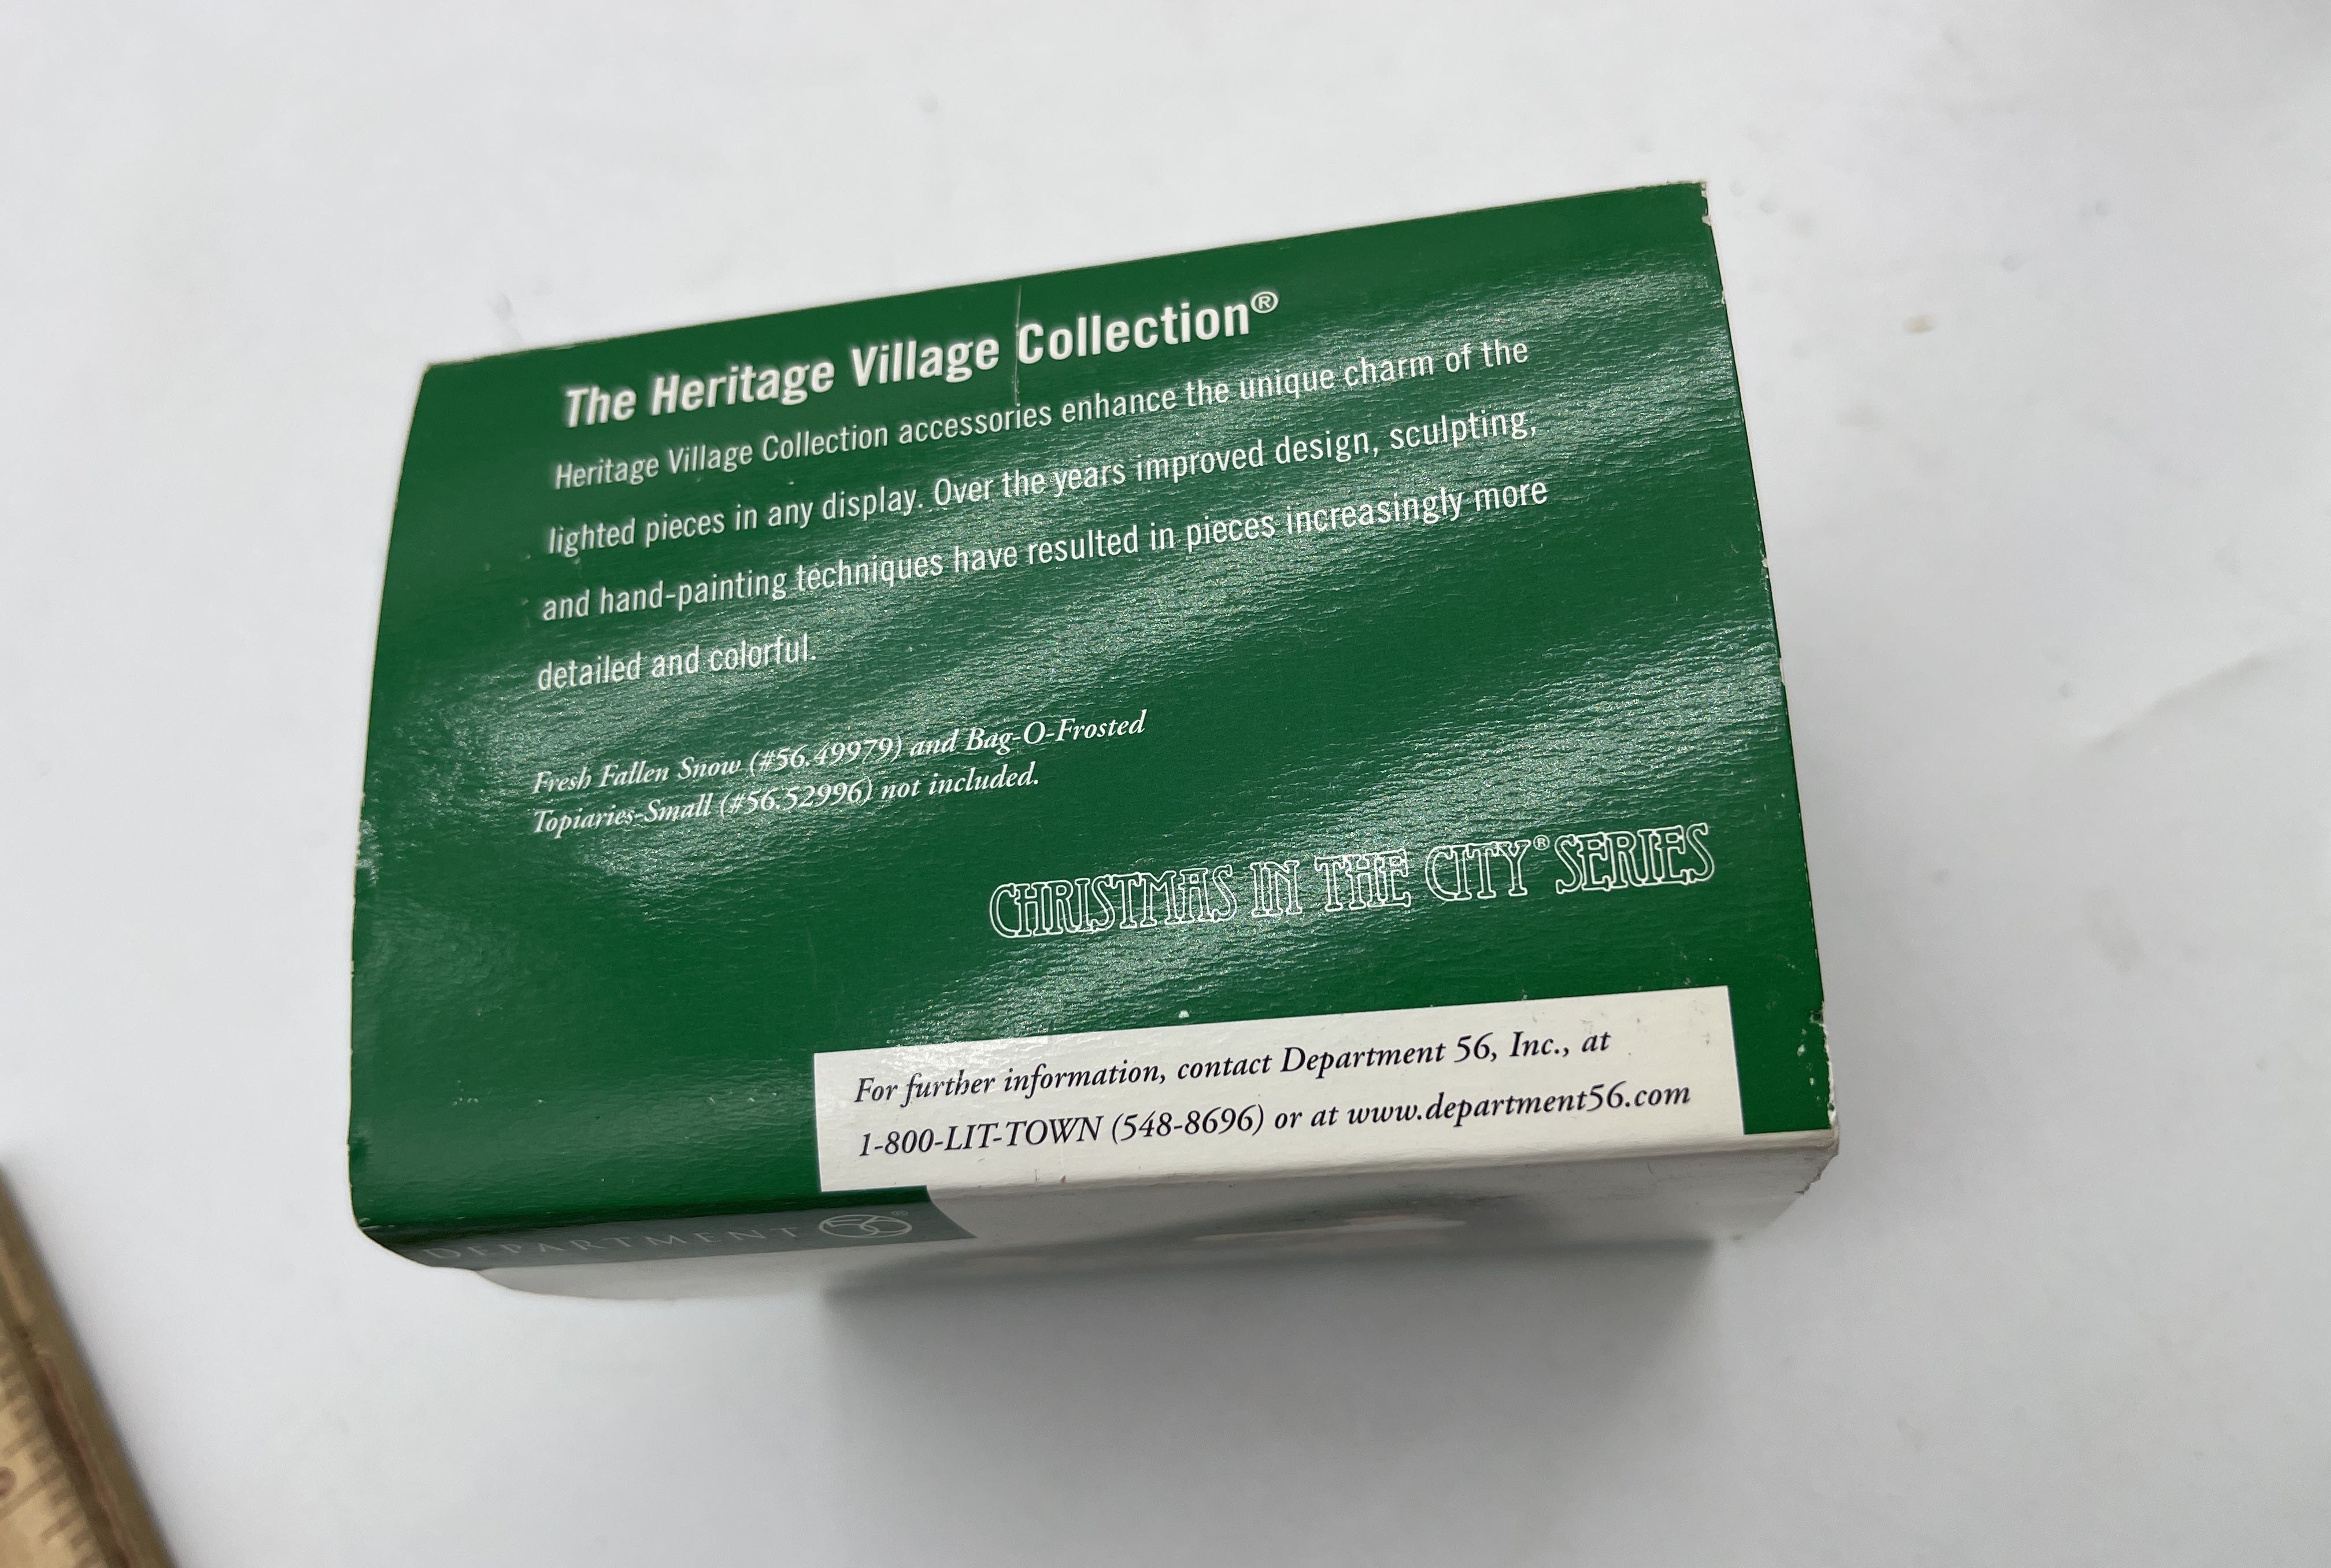 The Heritage Village Collection®
Heritage Village Collection accessories enhance the unique charm of the
lighted pieces in any display. Over the years improved design, sculpting,
and hand-painting techniques have resulted in pieces increasingly more
detailed and colorful.
Fresh Fallen Snow (#56.49979) and Bag-O-Frosted
Topiaries-Small (#56.52996) not included.
CHRISTMAS IN THE CITY® SERIES
For further information, contact Department 56, Inc., at
1-800-LIT-TOWN (548-8696) or at www.department56.com
DEPARTMENT 56®